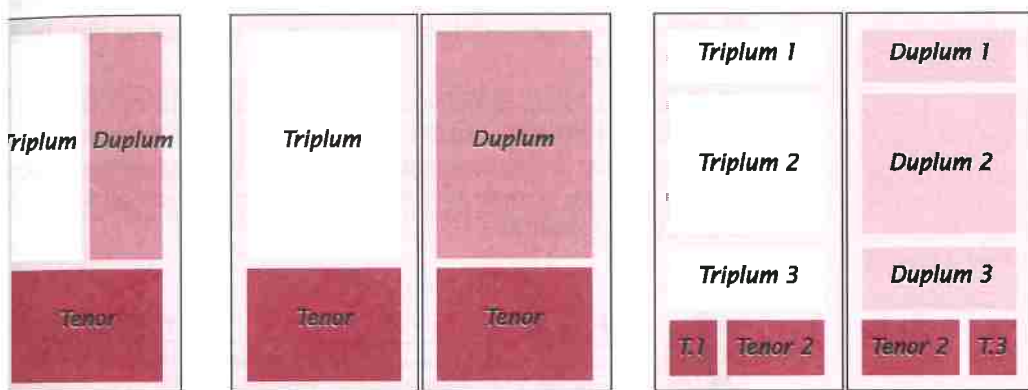 Triplum Duplum
Tenor
Triplum Duplum
Tenor Tenor
Triplum 1 Duplum 1
Triplum 2 Duplum 2
Triplum 3 Duplum 3
T.1 Tenor 2 Tenor 2 T.3